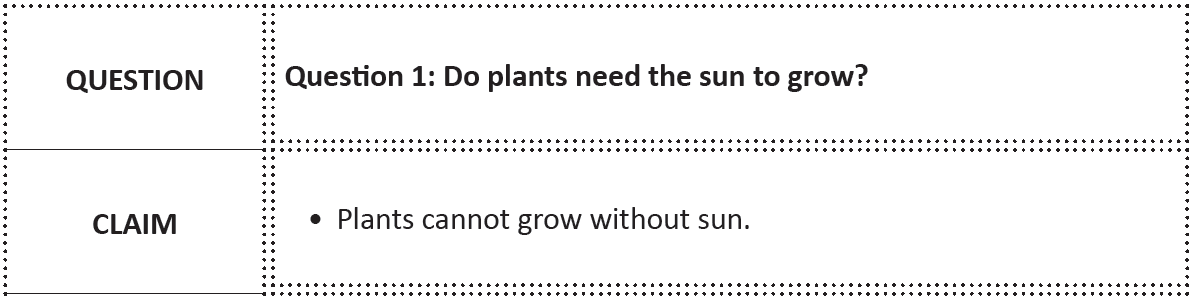 QUESTION
Question 1: Do plants need the sun to grow?
CLAIM
• Plants cannot grow without sun.